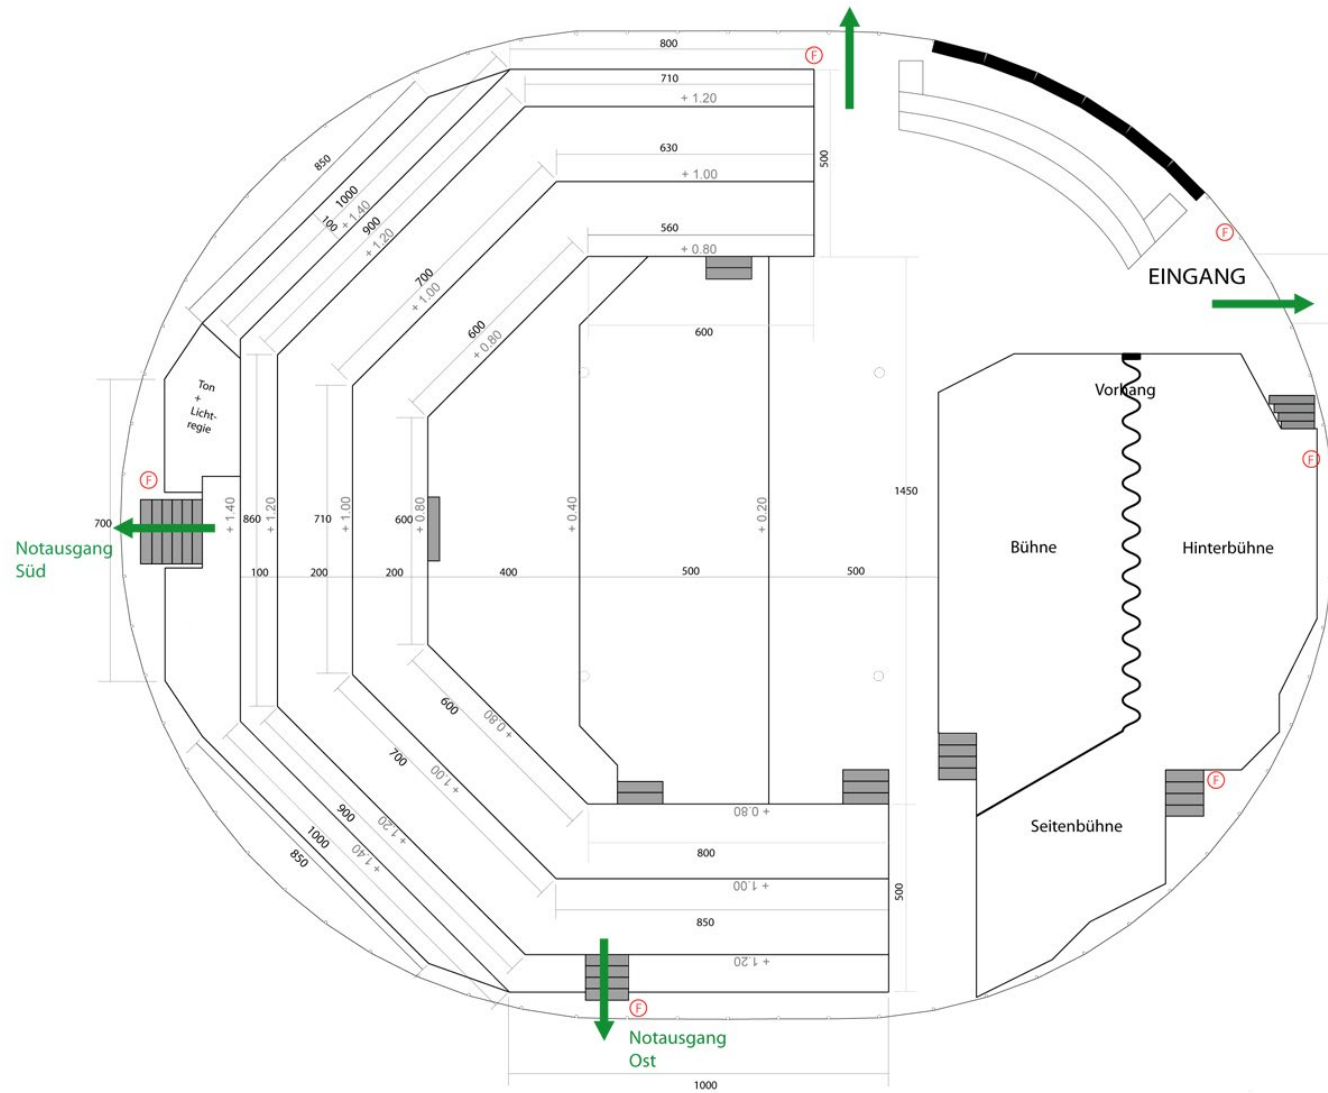 800
F
710
+ 1.20
850
500
630
1000
+ 1.00
100
+ 1.40
900
560
F
+ 1.20
+ 0.80
EINGANG
700
+ 1.00
600
600
+ 0.80
Ton
+
Licht-
regie
Vorhang
F
F
1450
700
+ 1.40
860
+ 1.20
710
+ 1.00
600
+ 0.80
+ 0.40
+ 0.20
Notausgang
Süd
Bühne
Hinterbühne
100
200
200
400
500
500
600
+ 0.80
700
+ 1.00
F
+ 0.80
900
+ 1.20
Seitenbühne
1000
+ 1.40
850
800
+ 1.00
500
850
+ 1.20
F
Notausgang
Ost
1000